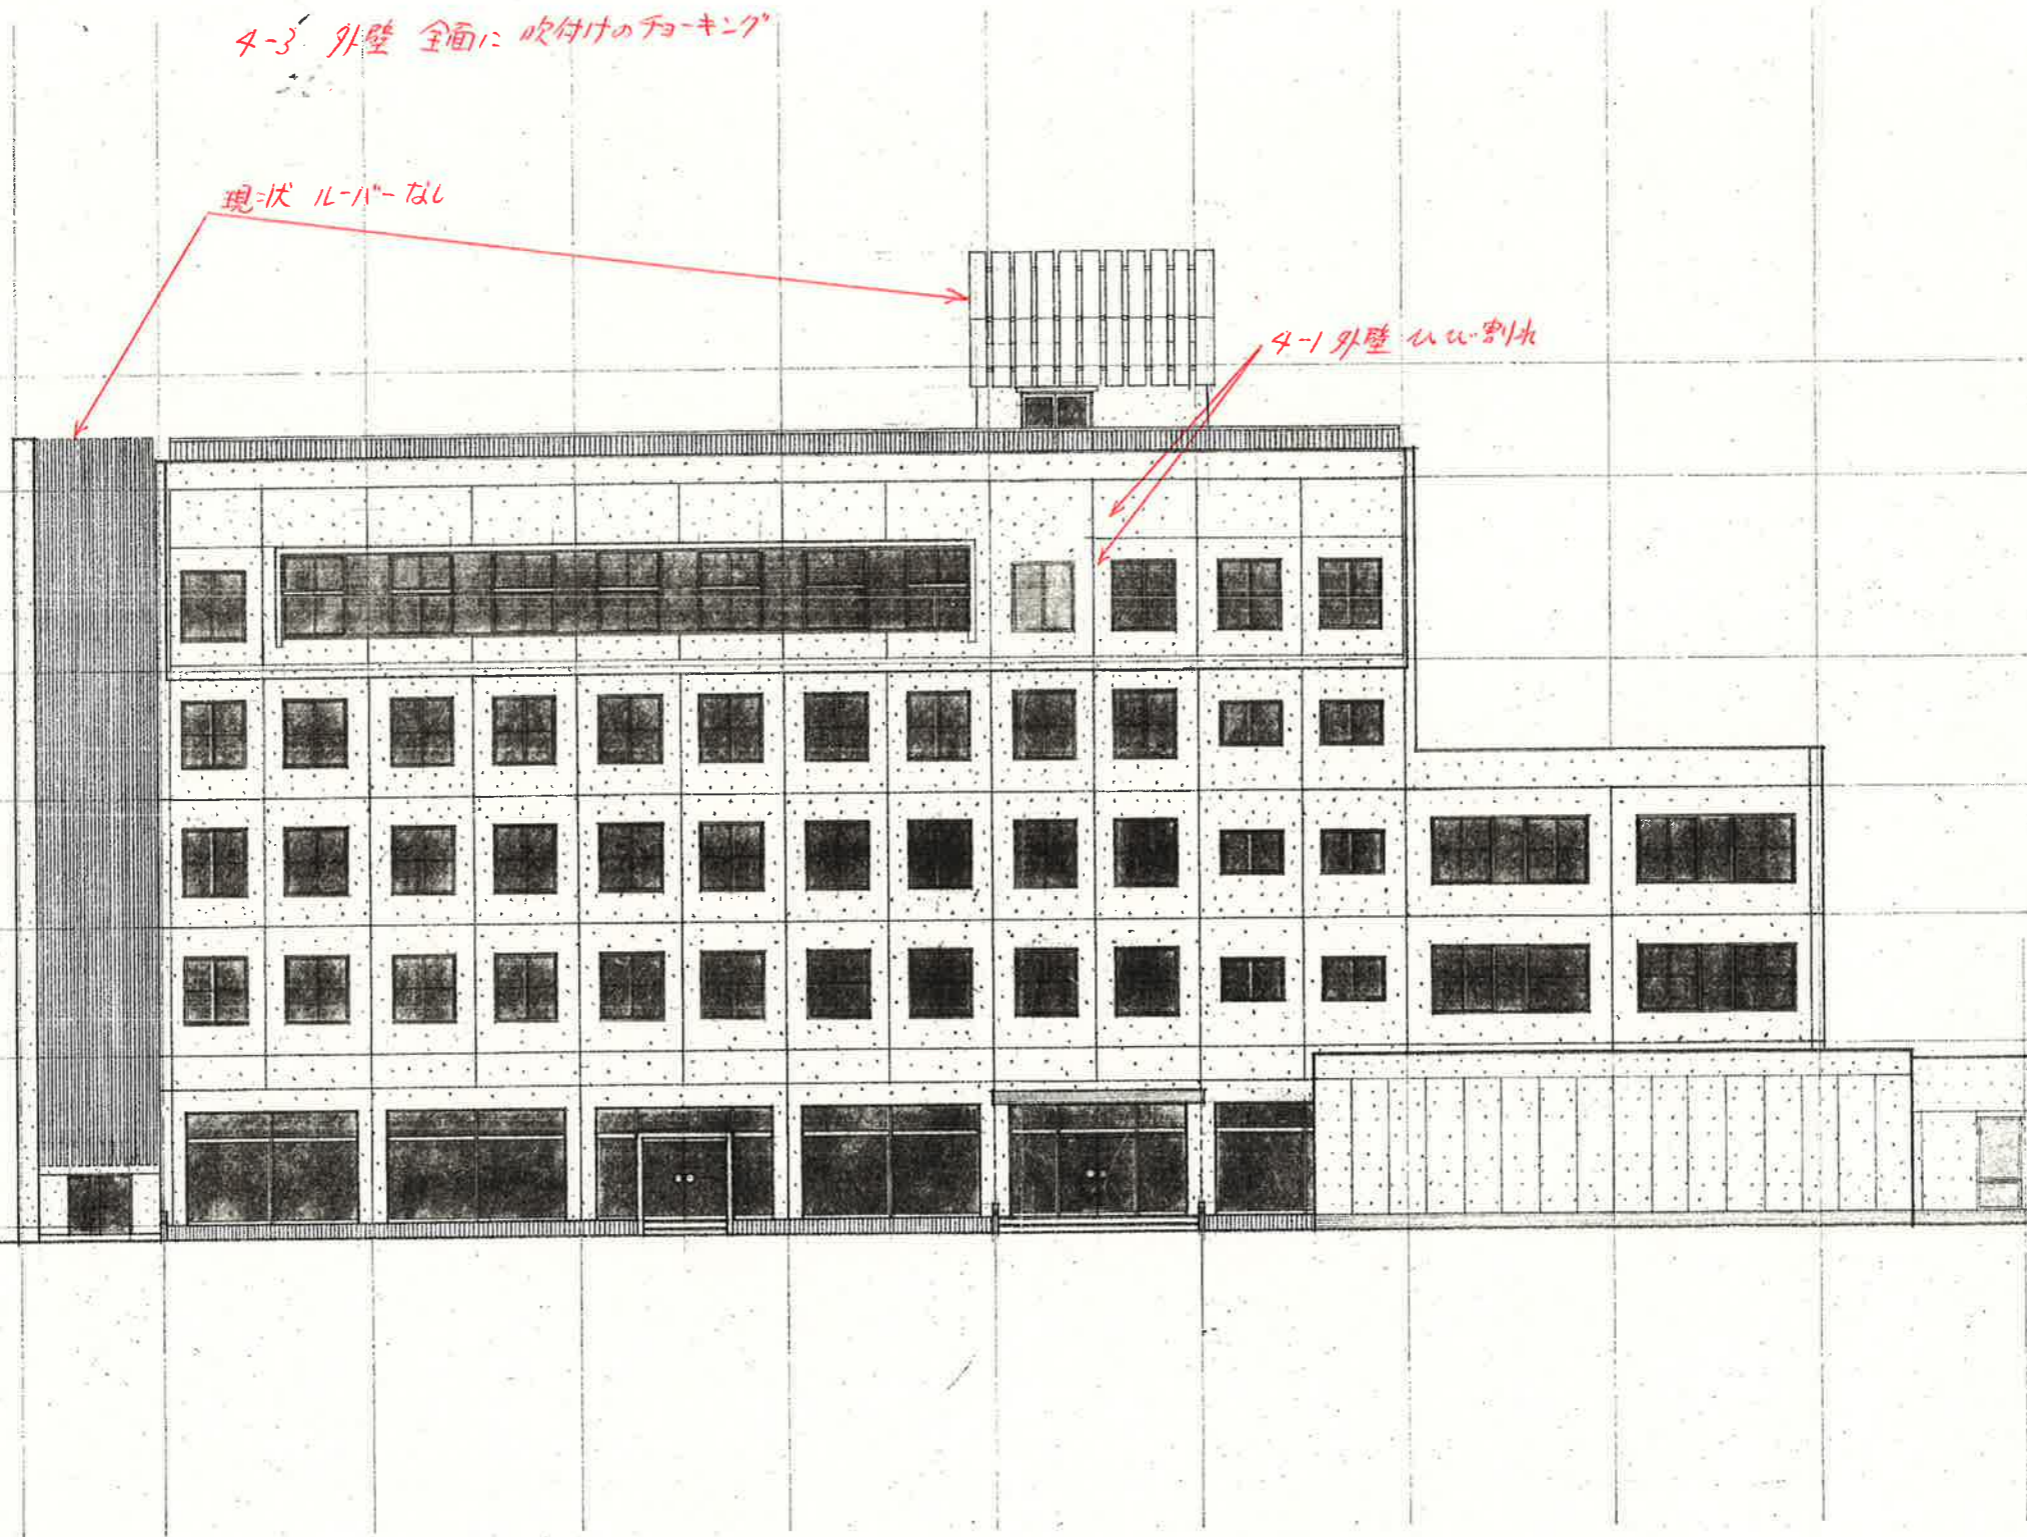 4-3 外壁 全面に 吹付けのチョーキング
現状 ルーバーなし
4-1 外壁 ひび割れ